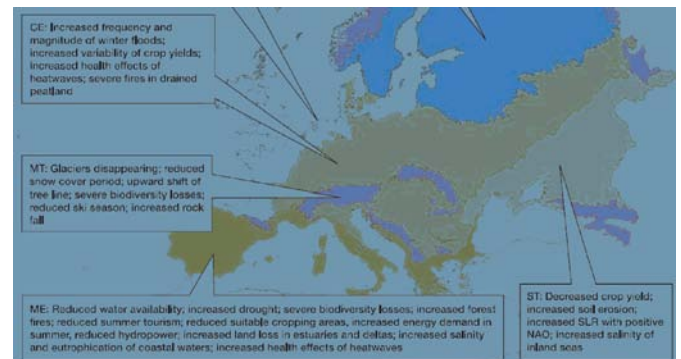 CE: Increased frequency and
magnitude of winter floods;
increased variability of crop yields;
increased health effects of
heatwaves; severe fires in drained
peatland
MT: Glaciers disappearing; reduced
snow cover period; upward shift of
tree line; severe biodiversity losses;
reduced ski season; increased rock
fall
ME: Reduced water availability; increased drought; severe biodiversity losses; increased forest
fires; reduced summer tourism; reduced suitable cropping areas, increased energy demand in
summer, reduced hydropower; increased land loss in estuaries and deltas; increased salinity
and eutrophication of coastal waters; increased health effects of heatwaves
ST: Decreased crop yield;
increased soil erosion;
increased SLR with positive
NAO; increased salinity of
inland seas